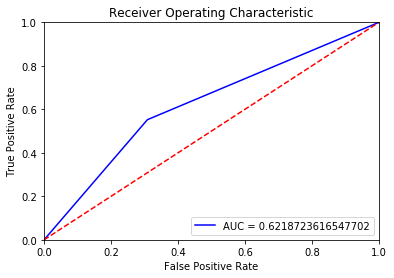 Receiver Operating Characteristic
1.0
0.8
0.6
0.4
0.2
0.0
True Positive Rate
AUC = 0.6218723616547702
0.0 0.2 0.4 0.6 0.8 1.0
False Positive Rate